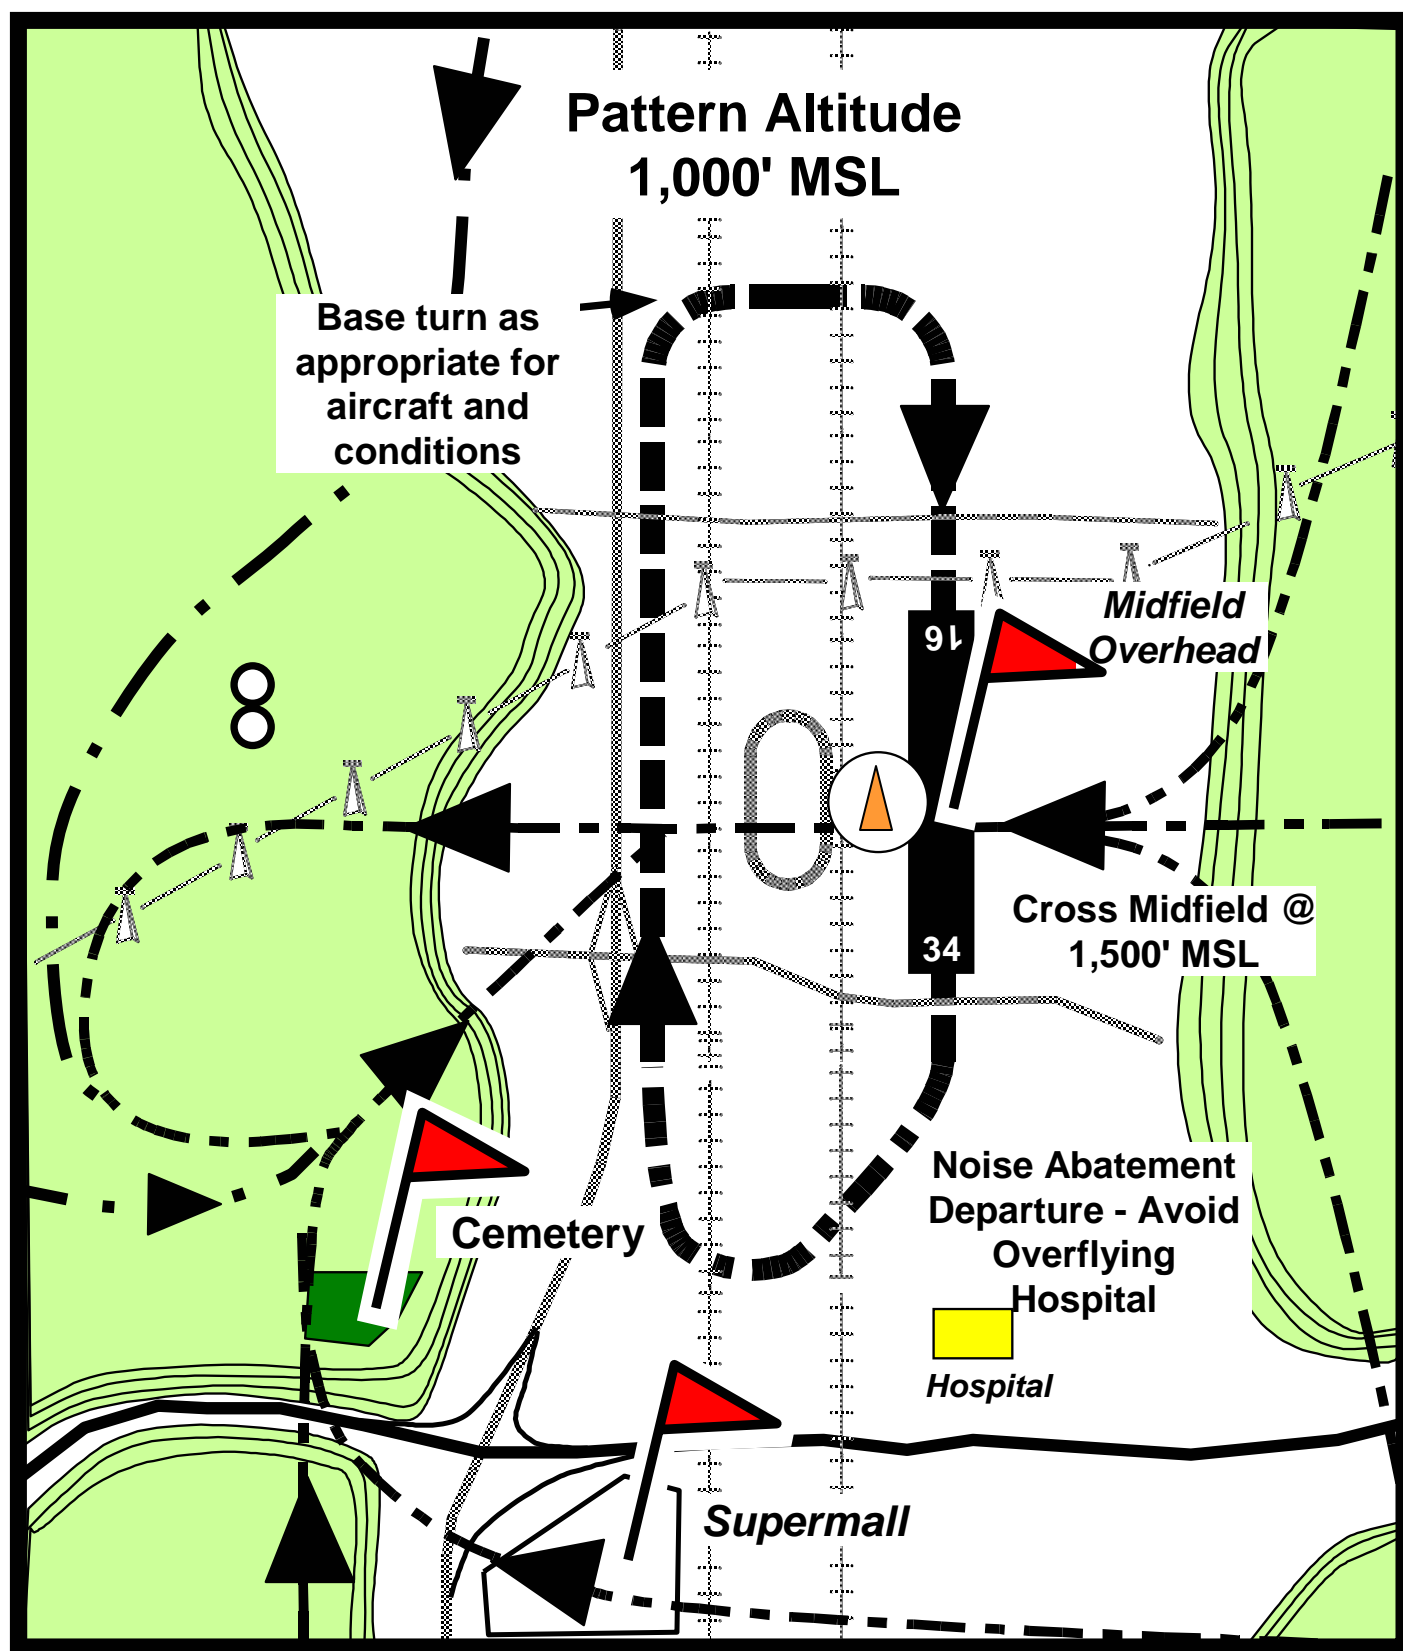 Pattern Altitude
1,000' MSL
Base turn as
appropriate for
aircraft and
conditions
16
Midfield
Overhead
Cross Midfield @
1,500' MSL
34
Noise Abatement
Departure - Avoid
Overflying
Hospital
Cemetery
Hospital
Supermall